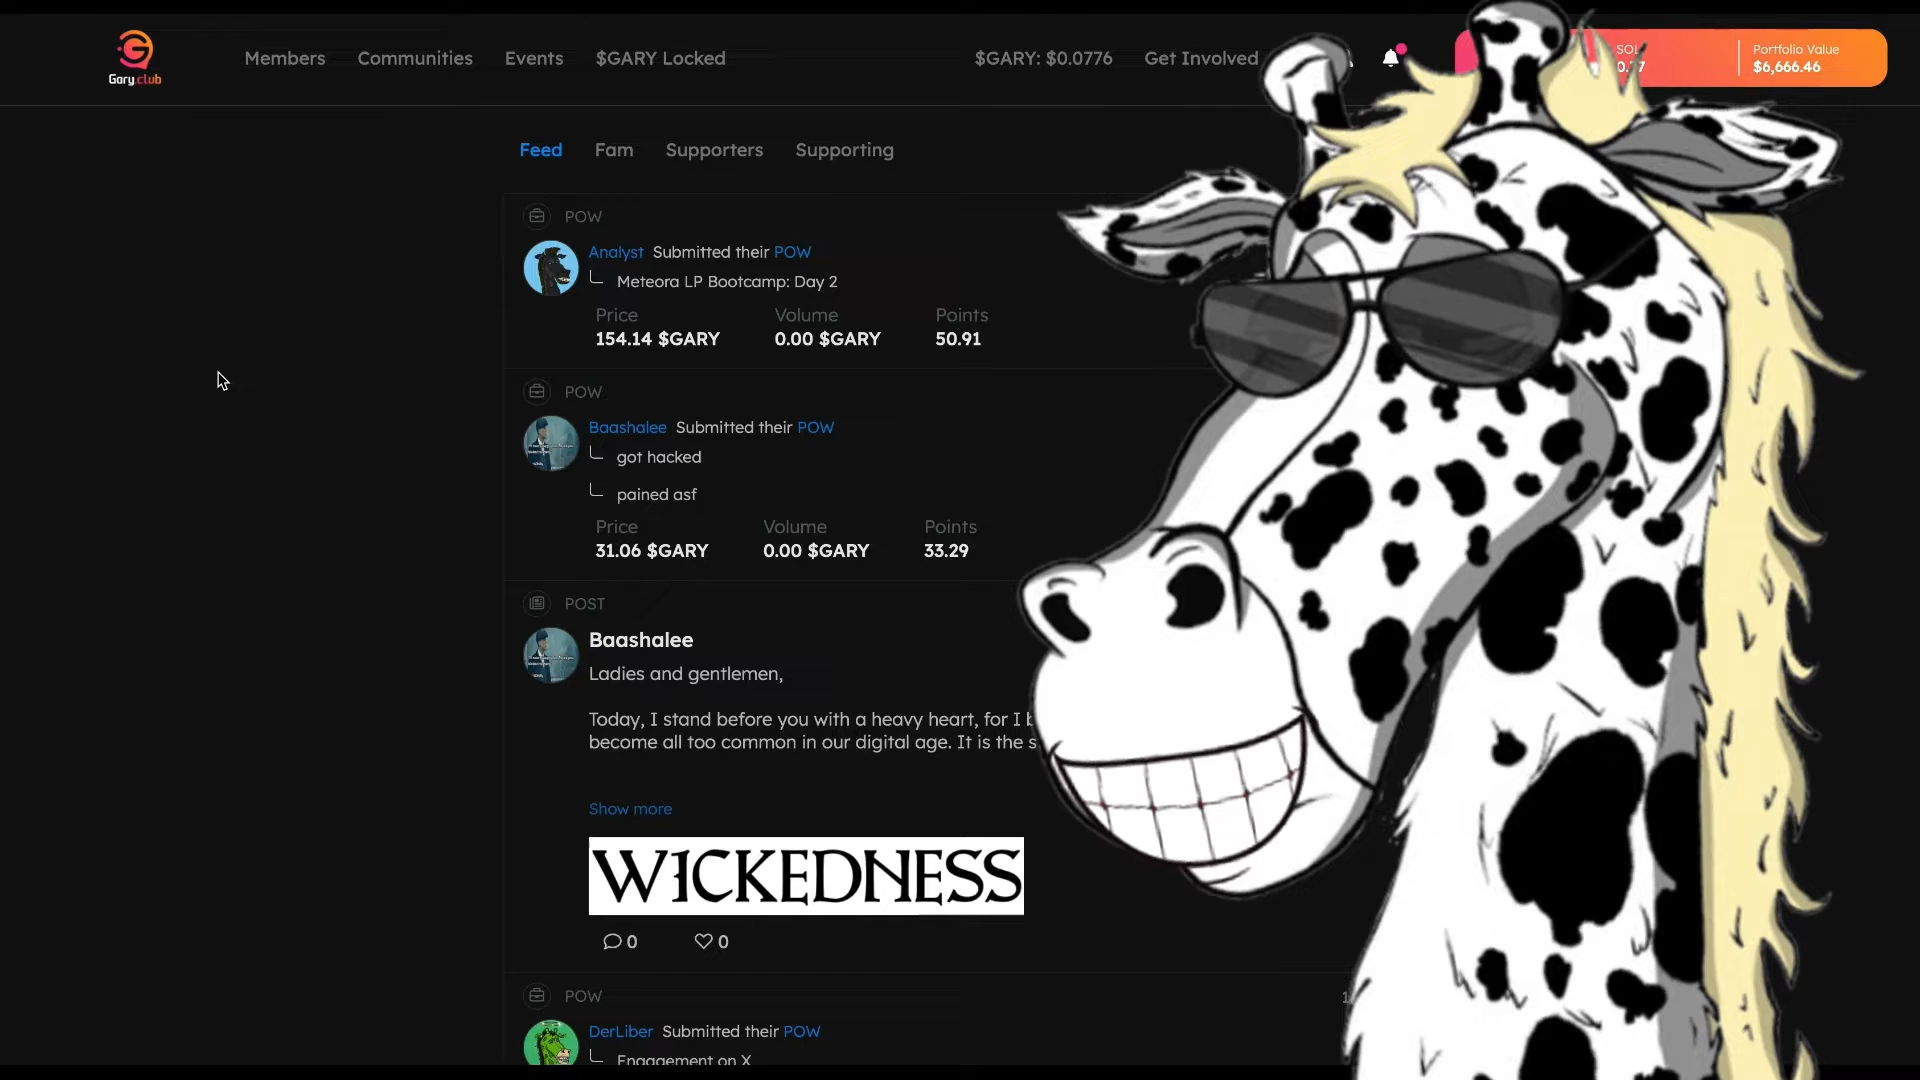 Gary.club
Members Communities Events $GARY Locked $GARY: $0.0776 Get Involved
SOL Portfolio Value
$6,666.46
Feed Fam Supporters Supporting
POW
Analyst Submitted their POW
Meteora LP Bootcamp: Day 2
Price Volume Points
154.14 $GARY 0.00 $GARY 50.91
POW
Baashalee Submitted their POW
got hacked
pained asf
Price Volume Points
31.06 $GARY 0.00 $GARY 33.29
POST
Baashalee
Ladies and gentlemen,
Today, I stand before you with a heavy heart, for I
become all too common in our digital age. It is the
Show more
WICKEDNESS
0 0
POW
DerLiber Submitted their POW
Engagement on X